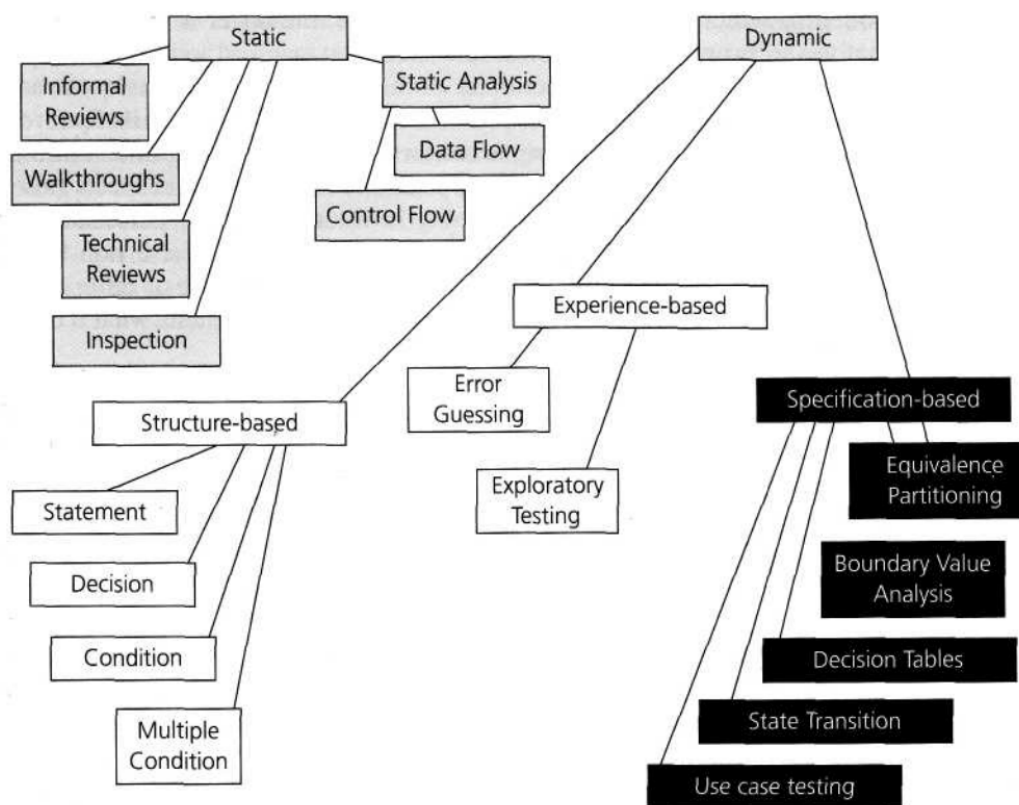 Static
Dynamic
Informal
Reviews
Static Analysis
Data Flow
Walkthroughs
Control Flow
Technical
Reviews
Inspection
Experience-based
Error
Guessing
Exploratory
Testing
Structure-based
Statement
Decision
Condition
Multiple
Condition
Specification-based
Equivalence
Partitioning
Boundary Value
Analysis
Decision Tables
State Transition
Use case testing